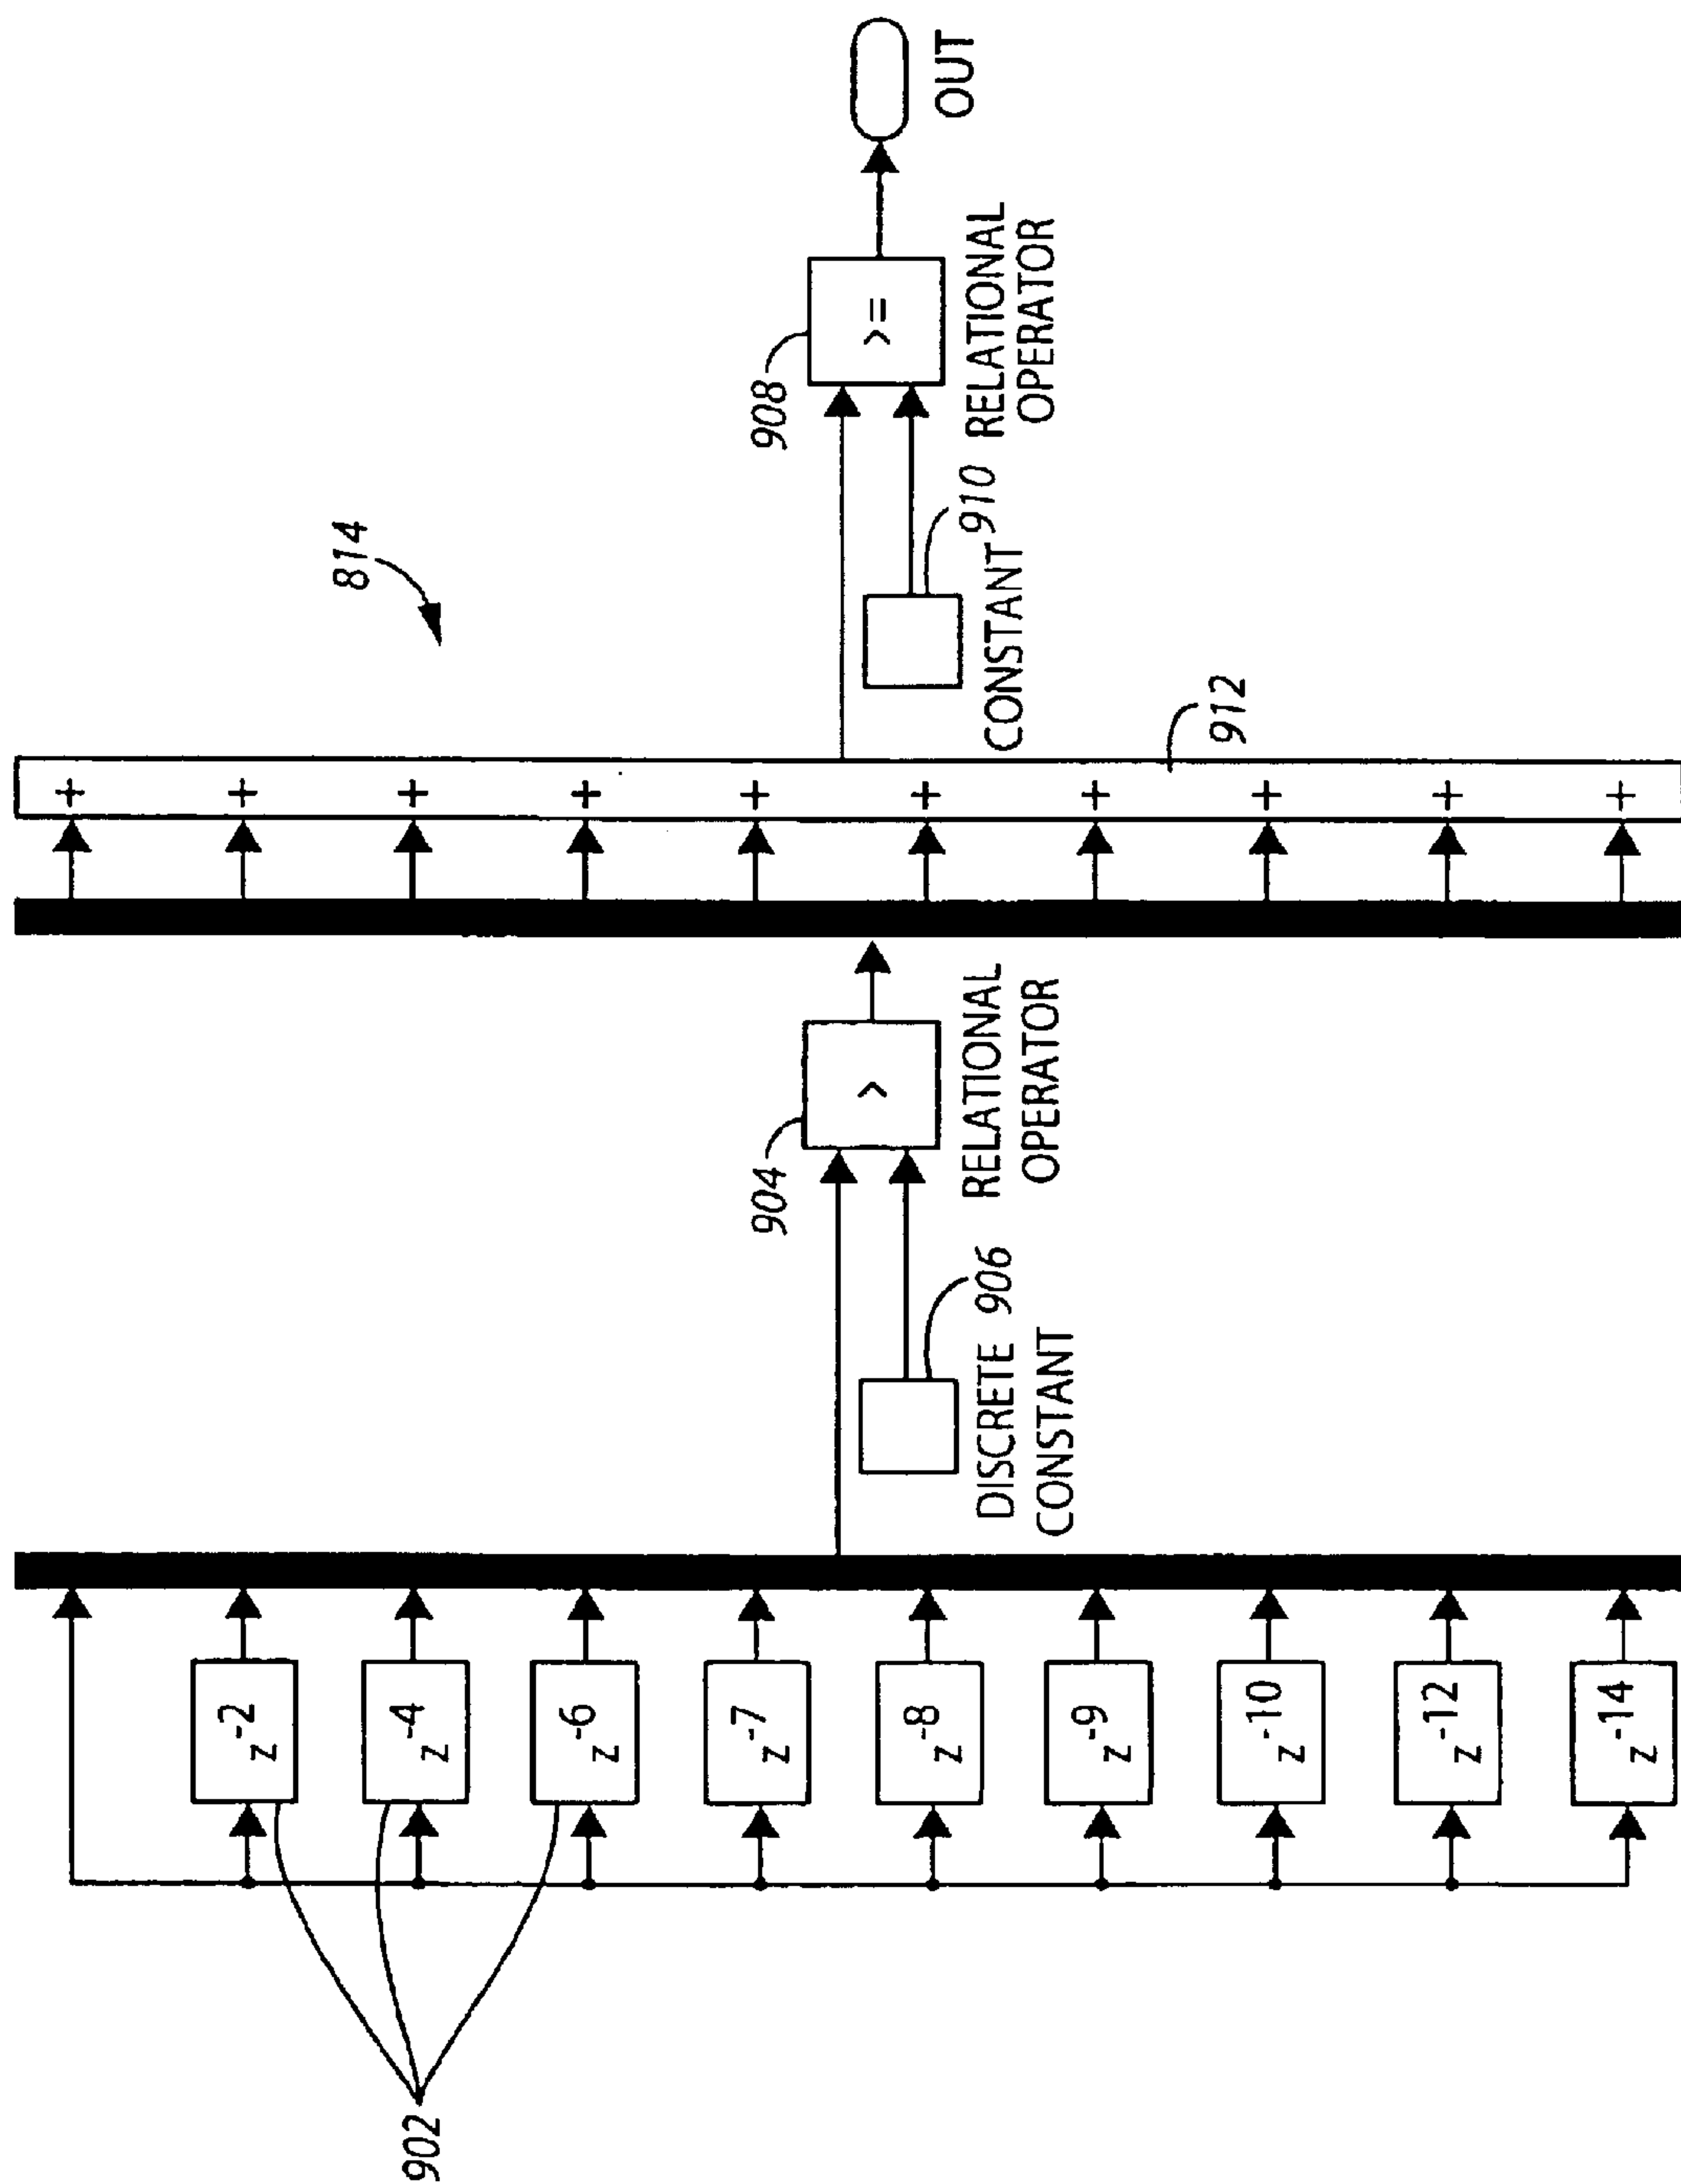 814
902
z⁻²
z⁻⁴
z⁻⁶
z⁻⁷
z⁻⁸
z⁻⁹
z⁻¹⁰
z⁻¹²
z⁻¹⁴
904
>
RELATIONAL
OPERATOR
906
DISCRETE
CONSTANT
+
+
+
+
+
+
+
+
+
+
912
908
>=
RELATIONAL
OPERATOR
910
CONSTANT
OUT